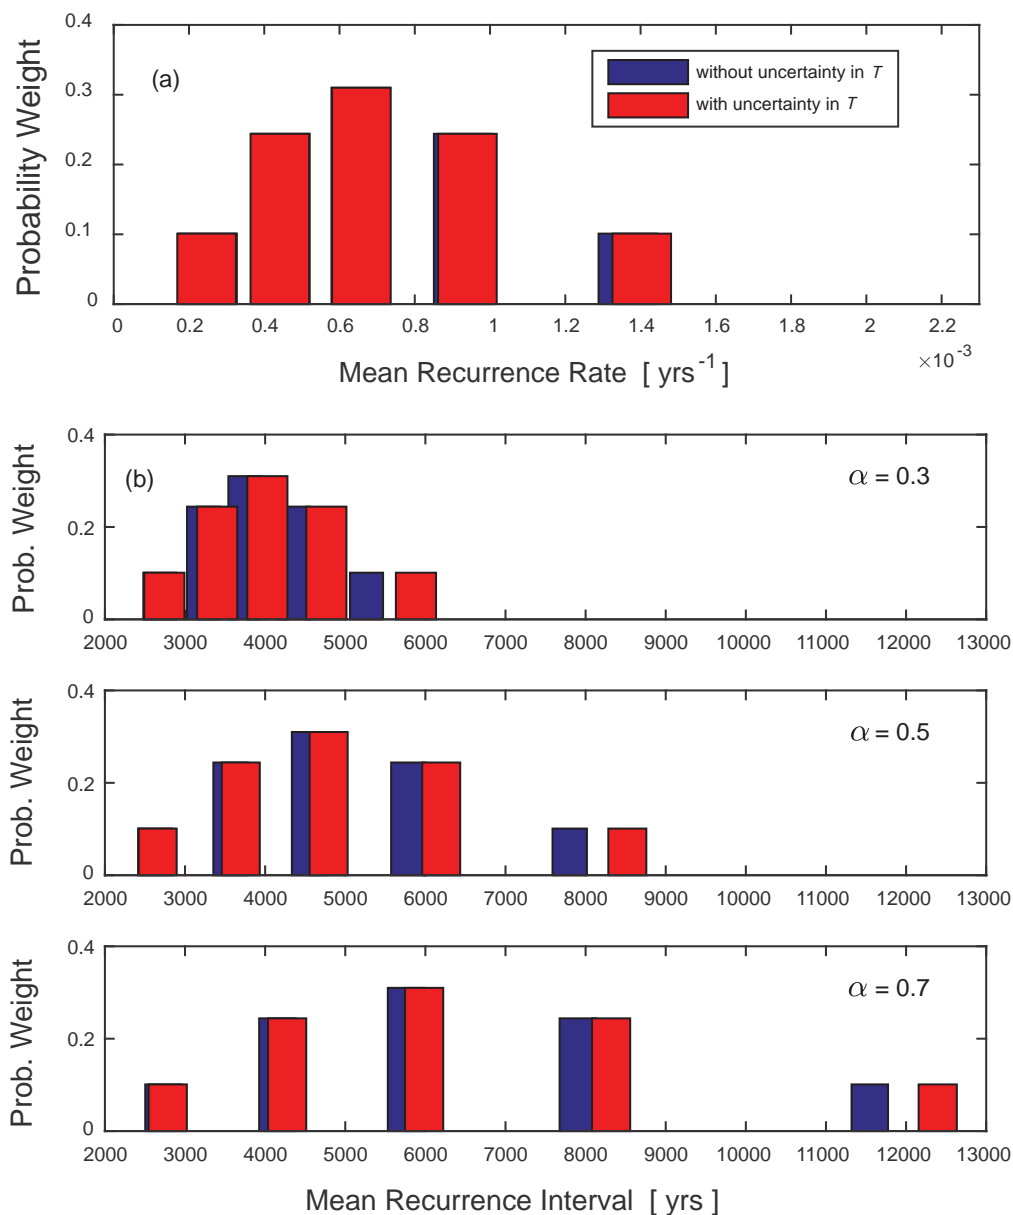 0.4
(a)
without uncertainty in T
with uncertainty in T
0.3
0.2
0.1
0
Probability Weight
0 0.2 0.4 0.6 0.8 1 1.2 1.4 1.6 1.8 2 2.2
×10-3
Mean Recurrence Rate [ yrs-1 ]
0.4
(b)
α = 0.3
0.2
0
Prob. Weight
2000 3000 4000 5000 6000 7000 8000 9000 10000 11000 12000 13000
0.4
α = 0.5
0.2
0
Prob. Weight
2000 3000 4000 5000 6000 7000 8000 9000 10000 11000 12000 13000
0.4
α = 0.7
0.2
0
Prob. Weight
2000 3000 4000 5000 6000 7000 8000 9000 10000 11000 12000 13000
Mean Recurrence Interval [ yrs ]